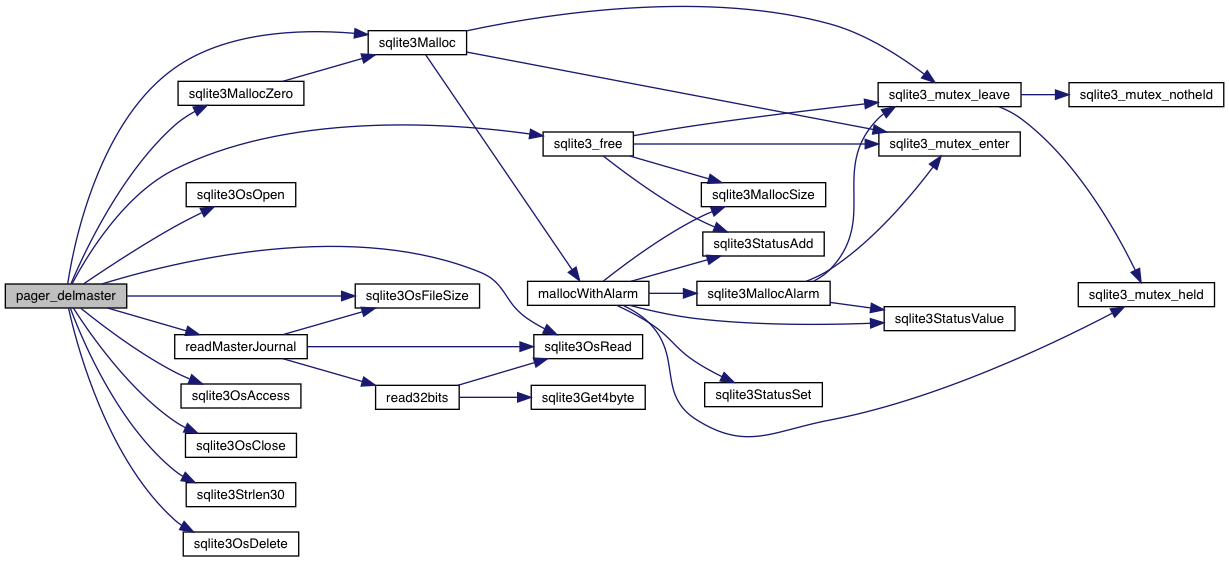 sqlite3Malloc
sqlite3MallocZero
sqlite3_mutex_leave
sqlite3_mutex_notheld
sqlite3_free
sqlite3_mutex_enter
sqlite3OsOpen
sqlite3MallocSize
sqlite3StatusAdd
pager_delmaster
sqlite3OsFileSize
mallocWithAlarm
sqlite3MallocAlarm
sqlite3_mutex_held
sqlite3StatusValue
readMasterJournal
sqlite3OsRead
sqlite3OsAccess
read32bits
sqlite3Get4byte
sqlite3StatusSet
sqlite3OsClose
sqlite3Strlen30
sqlite3OsDelete